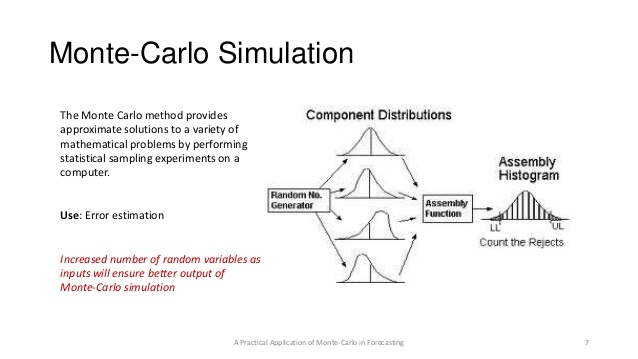 Monte-Carlo Simulation
The Monte Carlo method provides
approximate solutions to a variety of
mathematical problems by performing
statistical sampling experiments on a
computer.
Use: Error estimation
Increased number of random variables as
inputs will ensure better output of
Monte-Carlo simulation
Component Distributions
Random No.
Generator
Assembly
Function
Assembly
Histogram
LL
UL
Count the Rejects
A Practical Application of Monte-Carlo in Forecasting
7